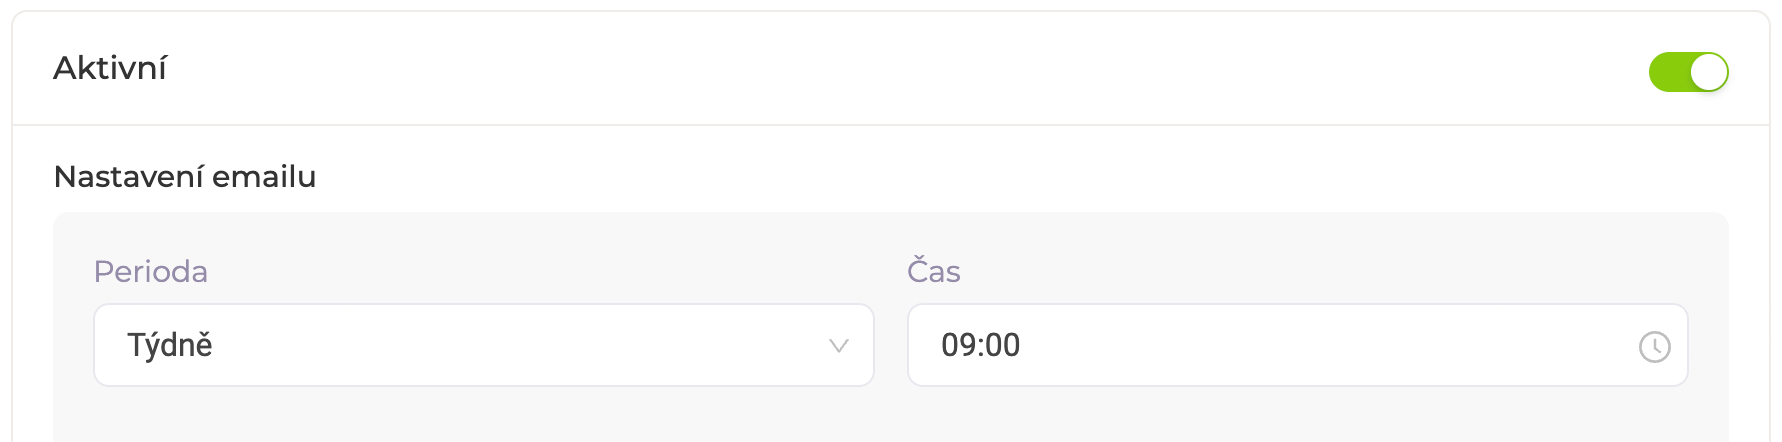 Aktivní
Nastavení emailu
Perioda
Čas
Týdně
09:00